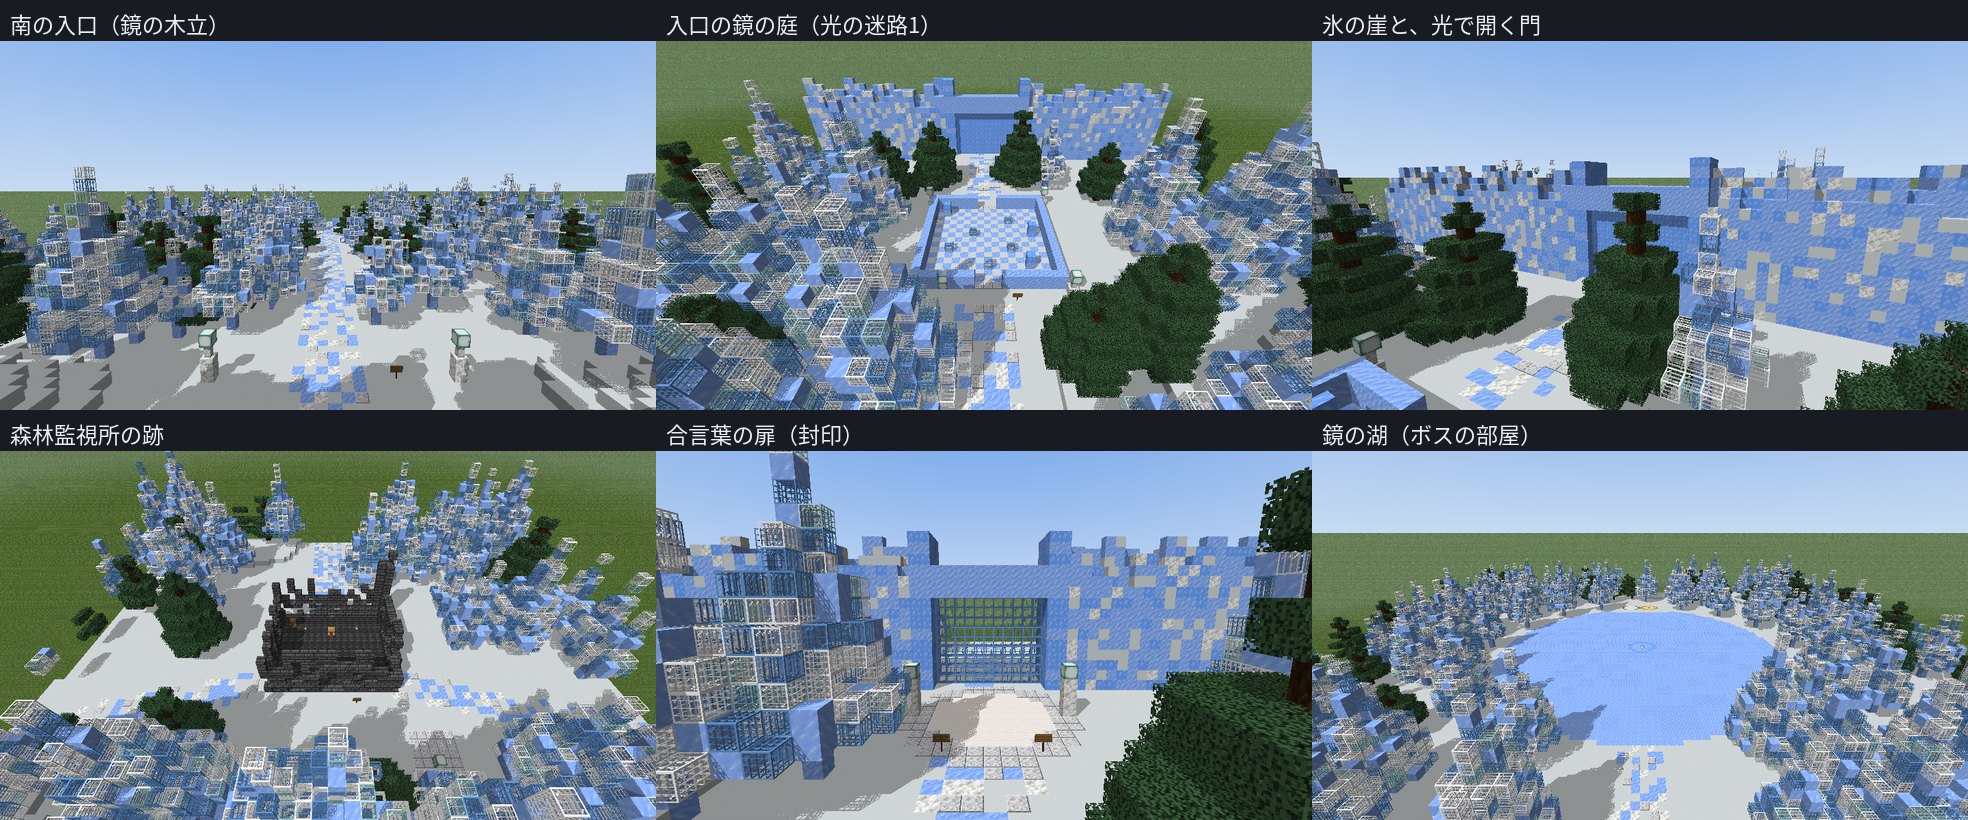 南の入口（鏡の木立）
入口の鏡の庭（光の迷路1）
氷の崖と、光で開く門
森林監視所の跡
合言葉の扉（封印）
鏡の湖（ボスの部屋）